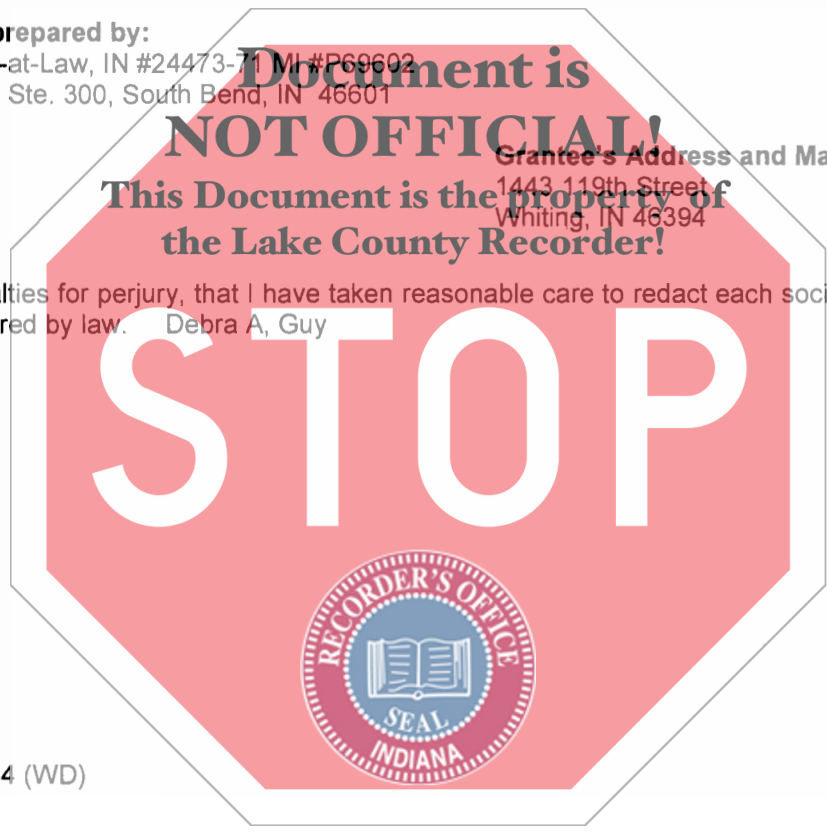 prepared by:
-at-Law, IN #24473-71 MI #P69602
Ste. 300, South Bend, IN 46601
Document is
NOT OFFICIAL!
This Document is the property of
the Lake County Recorder!
Grantee's Address and Ma
1443 119th Street
Whiting, IN 46394
lties for perjury, that I have taken reasonable care to redact each soci
red by law. Debra A, Guy
STOP
RECORDER'S OFFICE
SEAL
INDIANA
4 (WD)